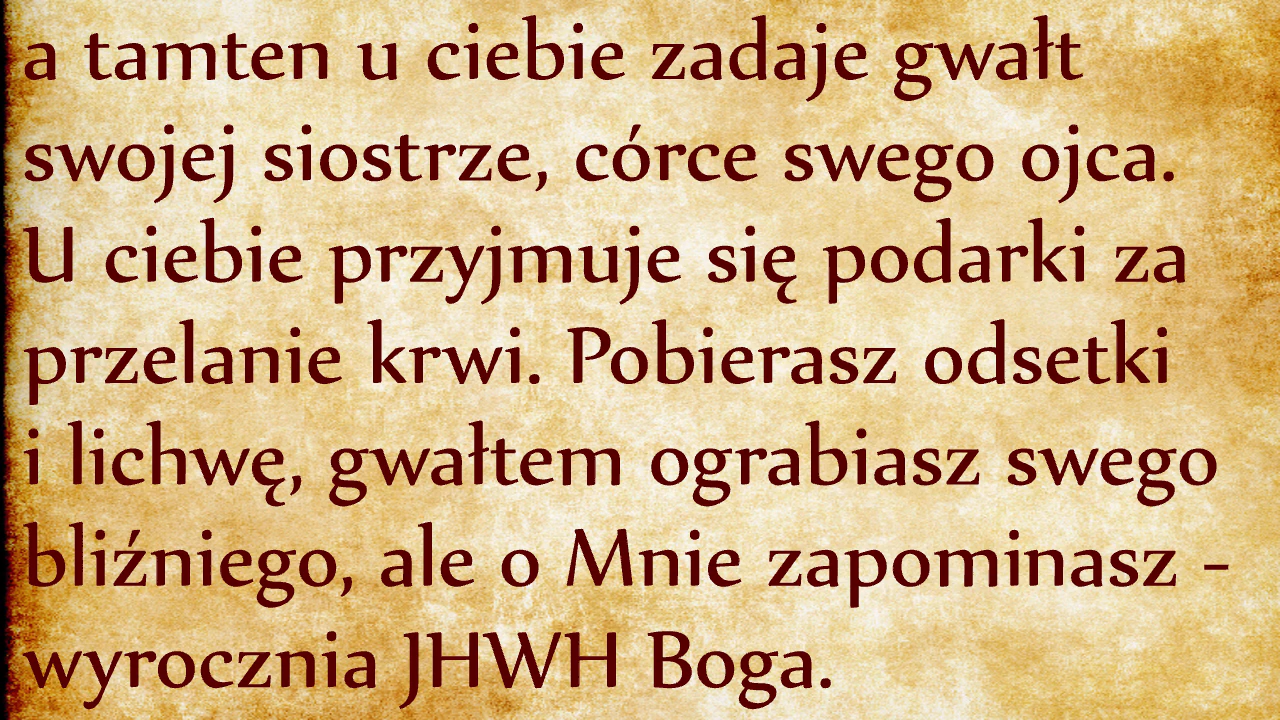 a tamten u ciebie zadaje gwałt
swojej siostrze, córce swego ojca.
U ciebie przyjmuje się podarki za
przelanie krwi. Pobierasz odsetki
i lichwę, gwałtem ograbiasz swego
bliźniego, ale o Mnie zapominasz -
wyrocznia JHWH Boga.